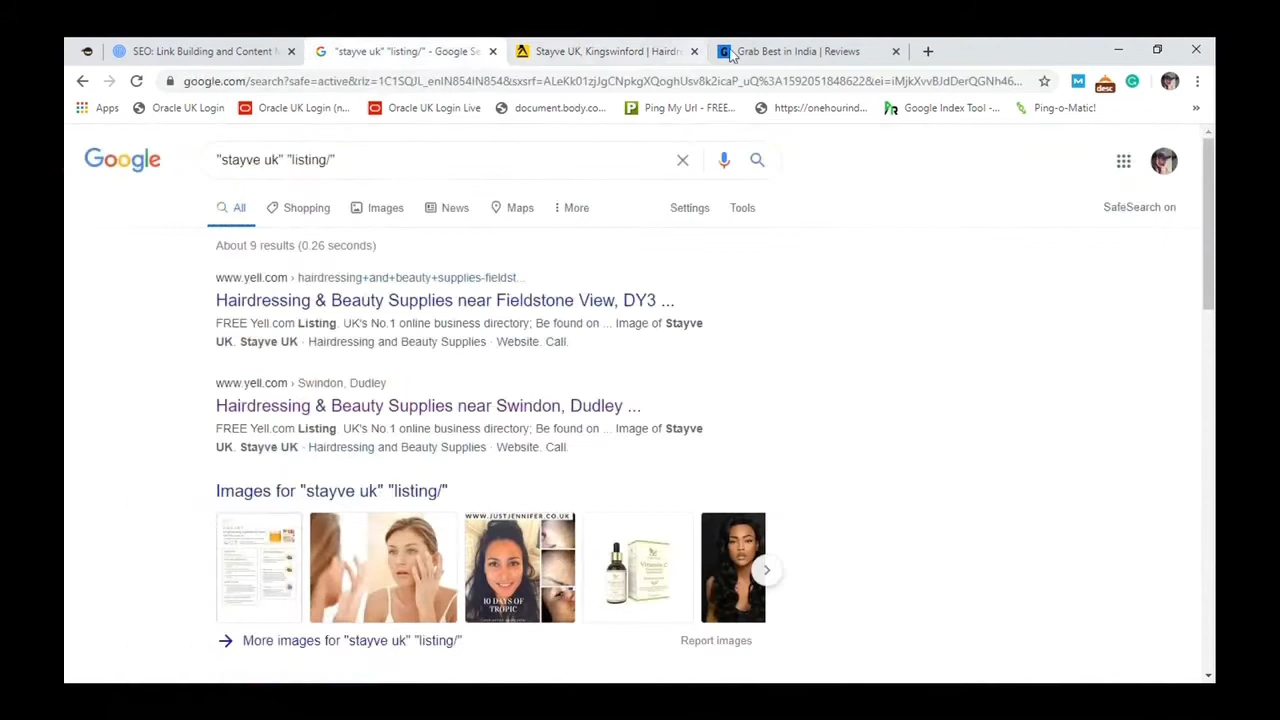 SEO: Link Building and Content M
"stayve uk" "listing/" - Google Se
Stayve UK, Kingswinford | Hairdr
Grab Best in India | Reviews
google.com/search?safe=active&rlz=1C1SQJL_enIN854IN854&sxsrf=ALeKk01zjJgCNpkgXQoghUsv8k2icaP_uQ%3A1592051848622&ei=iMjkXvvBJdDerQGNh46...
Apps
Oracle UK Login
Oracle UK Login (n...
Oracle UK Login Live
document.body.co...
Ping My Url - FREE...
https://onehourind...
Google Index Tool -...
Ping-o-Matic!
»
desc
Google
"stayve uk" "listing/"
All
Shopping
Images
News
Maps
More
Settings
Tools
SafeSearch on
About 9 results (0.26 seconds)
www.yell.com › hairdressing+and+beauty+supplies-fieldst...
Hairdressing & Beauty Supplies near Fieldstone View, DY3 ...
FREE Yell.com Listing. UK's No.1 online business directory; Be found on ... Image of Stayve
UK. Stayve UK · Hairdressing and Beauty Supplies · Website. Call.
www.yell.com › Swindon, Dudley
Hairdressing & Beauty Supplies near Swindon, Dudley ...
FREE Yell.com Listing. UK's No.1 online business directory; Be found on ... Image of Stayve
UK. Stayve UK · Hairdressing and Beauty Supplies · Website. Call.
Images for "stayve uk" "listing/"
WWW.JUSTJENNIFER.CO.UK
10 DAYS OF
TROPIC
Vitamin C
More images for "stayve uk" "listing/"
Report images